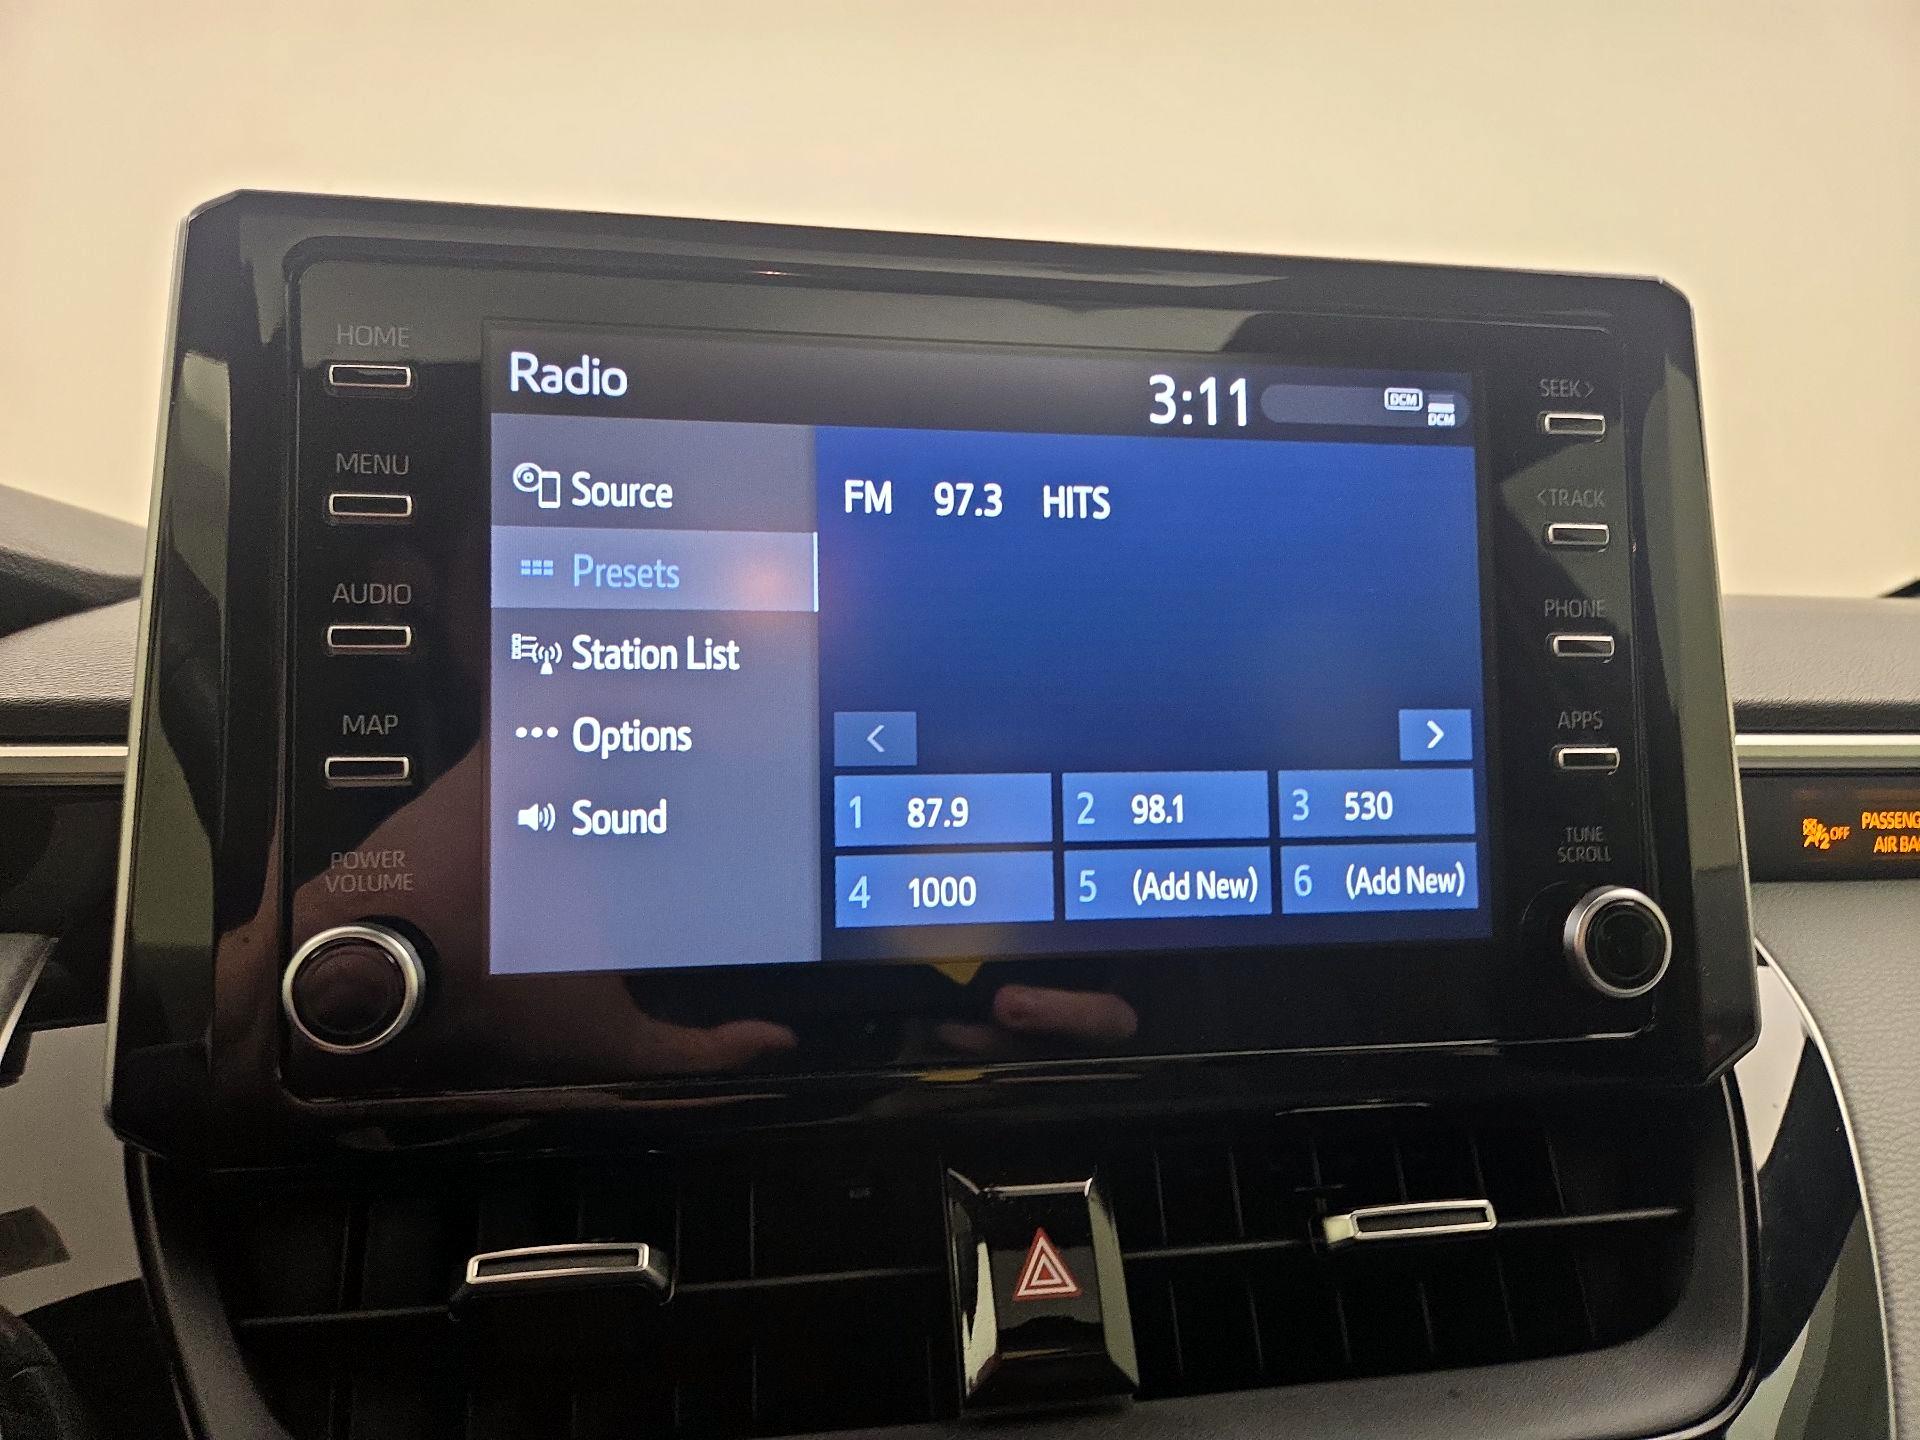 HOME
MENU
AUDIO
MAP
POWER
VOLUME
Radio
3:11
DCM
DCM
Source
Presets
Station List
Options
Sound
FM 97.3 HITS
<
>
1 87.9
2 98.1
3 530
4 1000
5 (Add New)
6 (Add New)
SEEK>
<TRACK
PHONE
APPS
TUNE
SCROLL
2 OFF
PASSENG
AIR BA